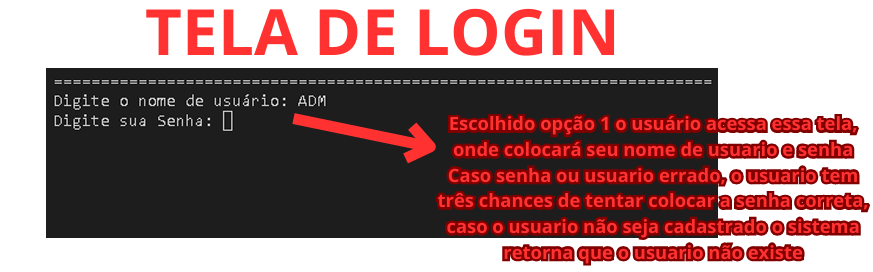 TELA DE LOGIN
======================================================================
Digite o nome de usuário: ADM
Digite sua Senha:
Escolhido opção 1 o usuário acessa essa tela,
onde colocará seu nome de usuario e senha
Caso senha ou usuario errado, o usuario tem
três chances de tentar colocar a senha correta,
caso o usuario não seja cadastrado o sistema
retorna que o usuario não existe